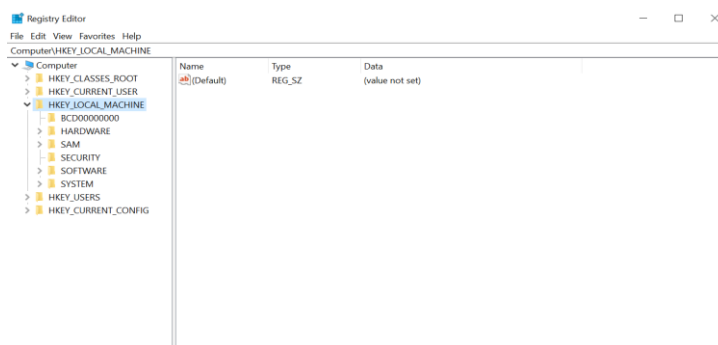 Registry Editor
File Edit View Favorites Help
Computer\HKEY_LOCAL_MACHINE
Computer
HKEY_CLASSES_ROOT
HKEY_CURRENT_USER
HKEY_LOCAL_MACHINE
BCD00000000
HARDWARE
SAM
SECURITY
SOFTWARE
SYSTEM
HKEY_USERS
HKEY_CURRENT_CONFIG
Name Type Data
ab (Default) REG_SZ (value not set)